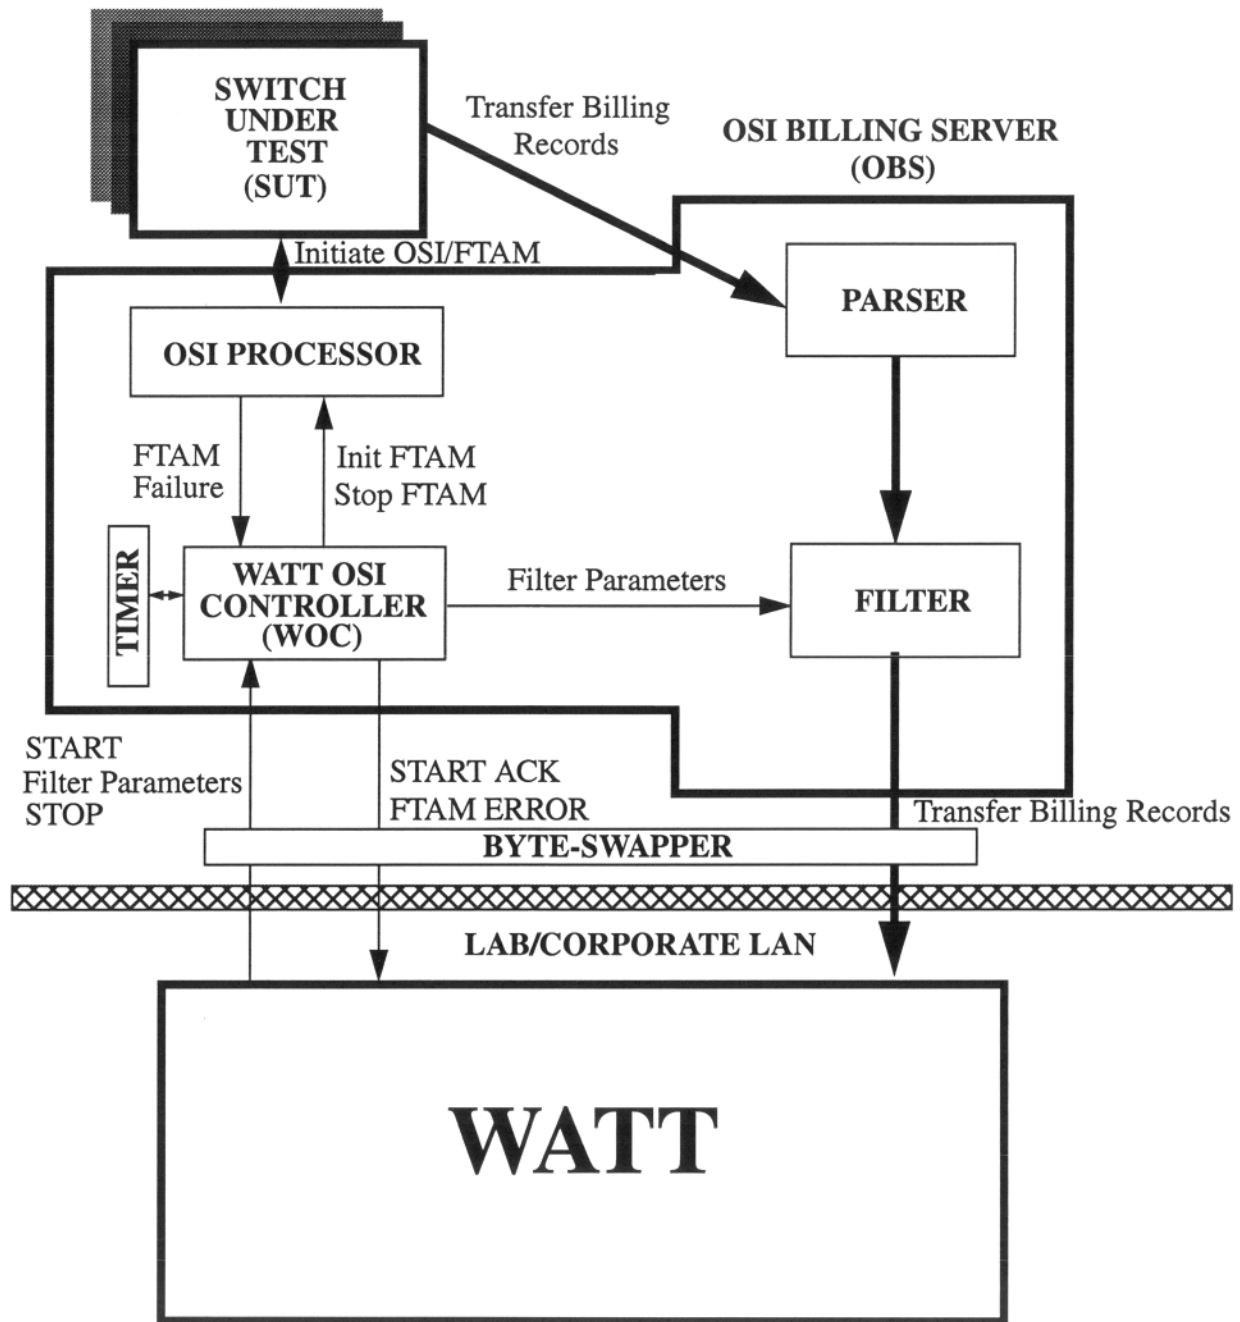 SWITCH
UNDER
TEST
(SUT)
Transfer Billing
Records
OSI BILLING SERVER
(OBS)
Initiate OSI/FTAM
PARSER
OSI PROCESSOR
FTAM
Failure
Init FTAM
Stop FTAM
TIMER
WATT OSI
CONTROLLER
(WOC)
Filter Parameters
FILTER
START
Filter Parameters
STOP
START ACK
FTAM ERROR
Transfer Billing Records
BYTE-SWAPPER
LAB/CORPORATE LAN
WATT